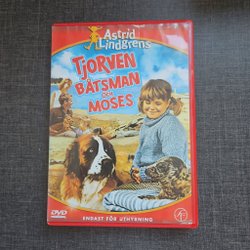 Astrid
Lindgrens
TJORVEN
BÅTSMAN
OCH
MOSES
DVD
ENDAST FÖR UTHYRNING